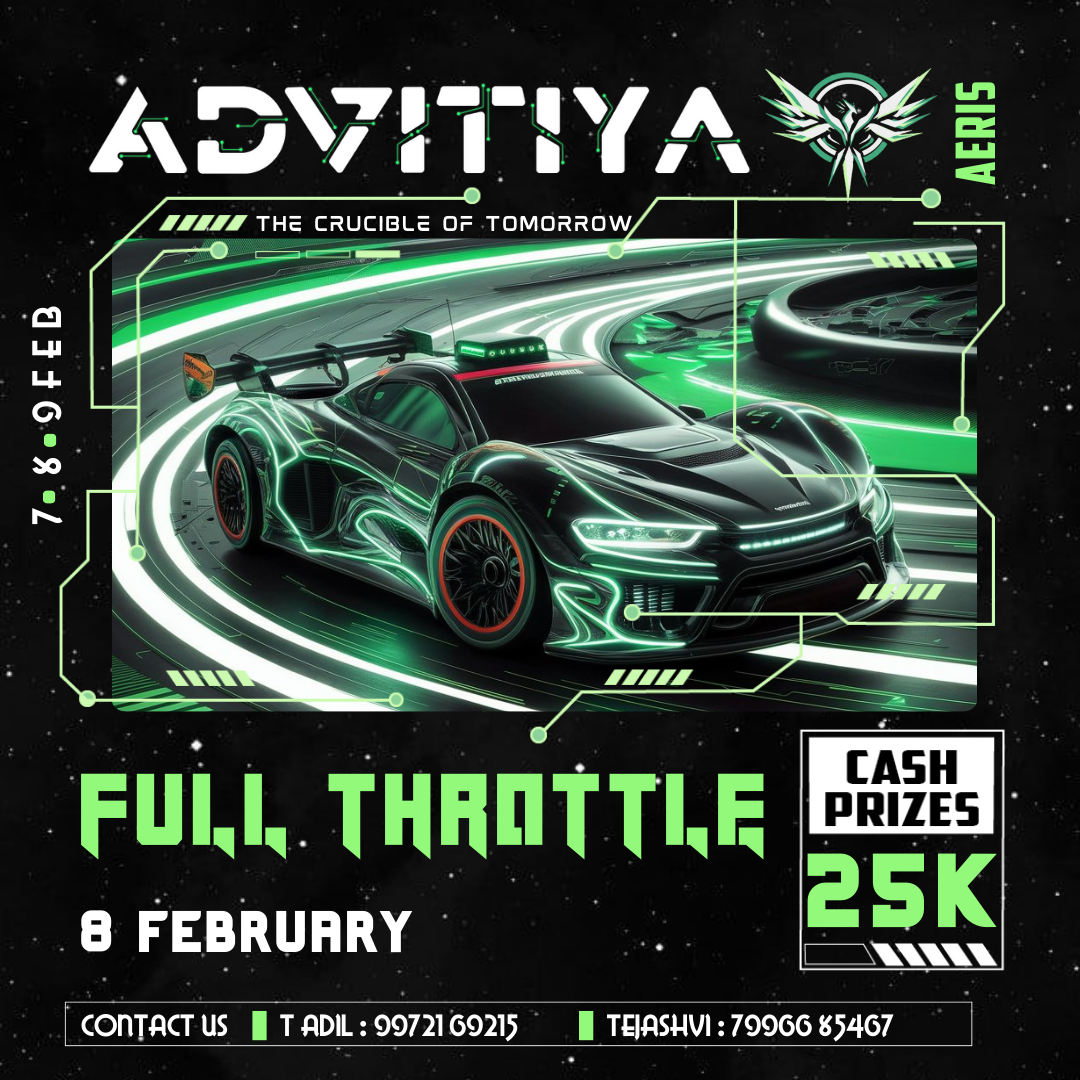 ADVITIYA
AERIS
THE CRUCIBLE OF TOMORROW
7•8•9 FEB
FULL THROTTLE
CASH
PRIZES
25K
8 FEBRUARY
CONTACT US T ADIL : 99721 69215 TEJASHVI : 79966 85467